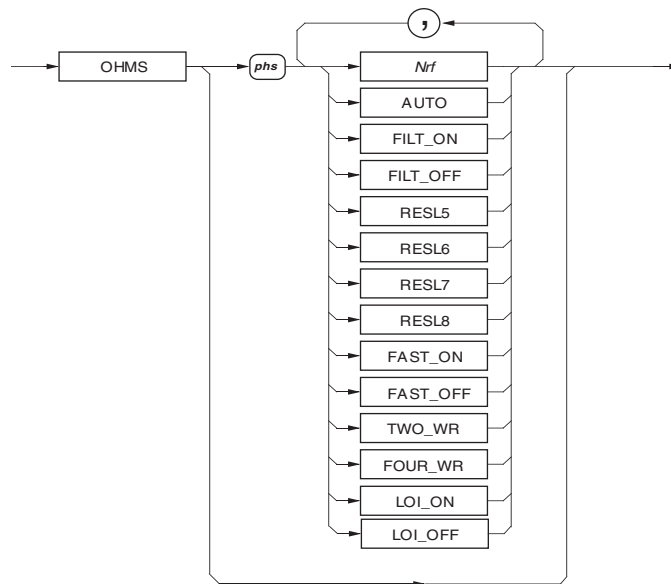 ,
OHMS
phs
Nrf
AUTO
FILT_ON
FILT_OFF
RESL5
RESL6
RESL7
RESL8
FAST_ON
FAST_OFF
TWO_WR
FOUR_WR
LOI_ON
LOI_OFF